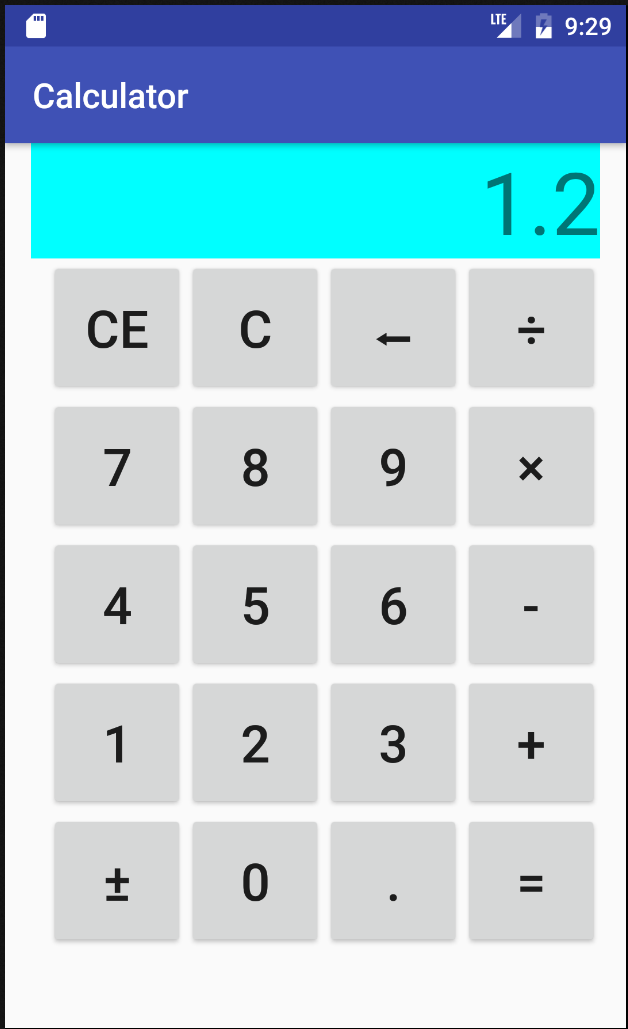 LTE 9:29
Calculator
1.2
CE C ← ÷
7 8 9 ×
4 5 6 -
1 2 3 +
± 0 . =